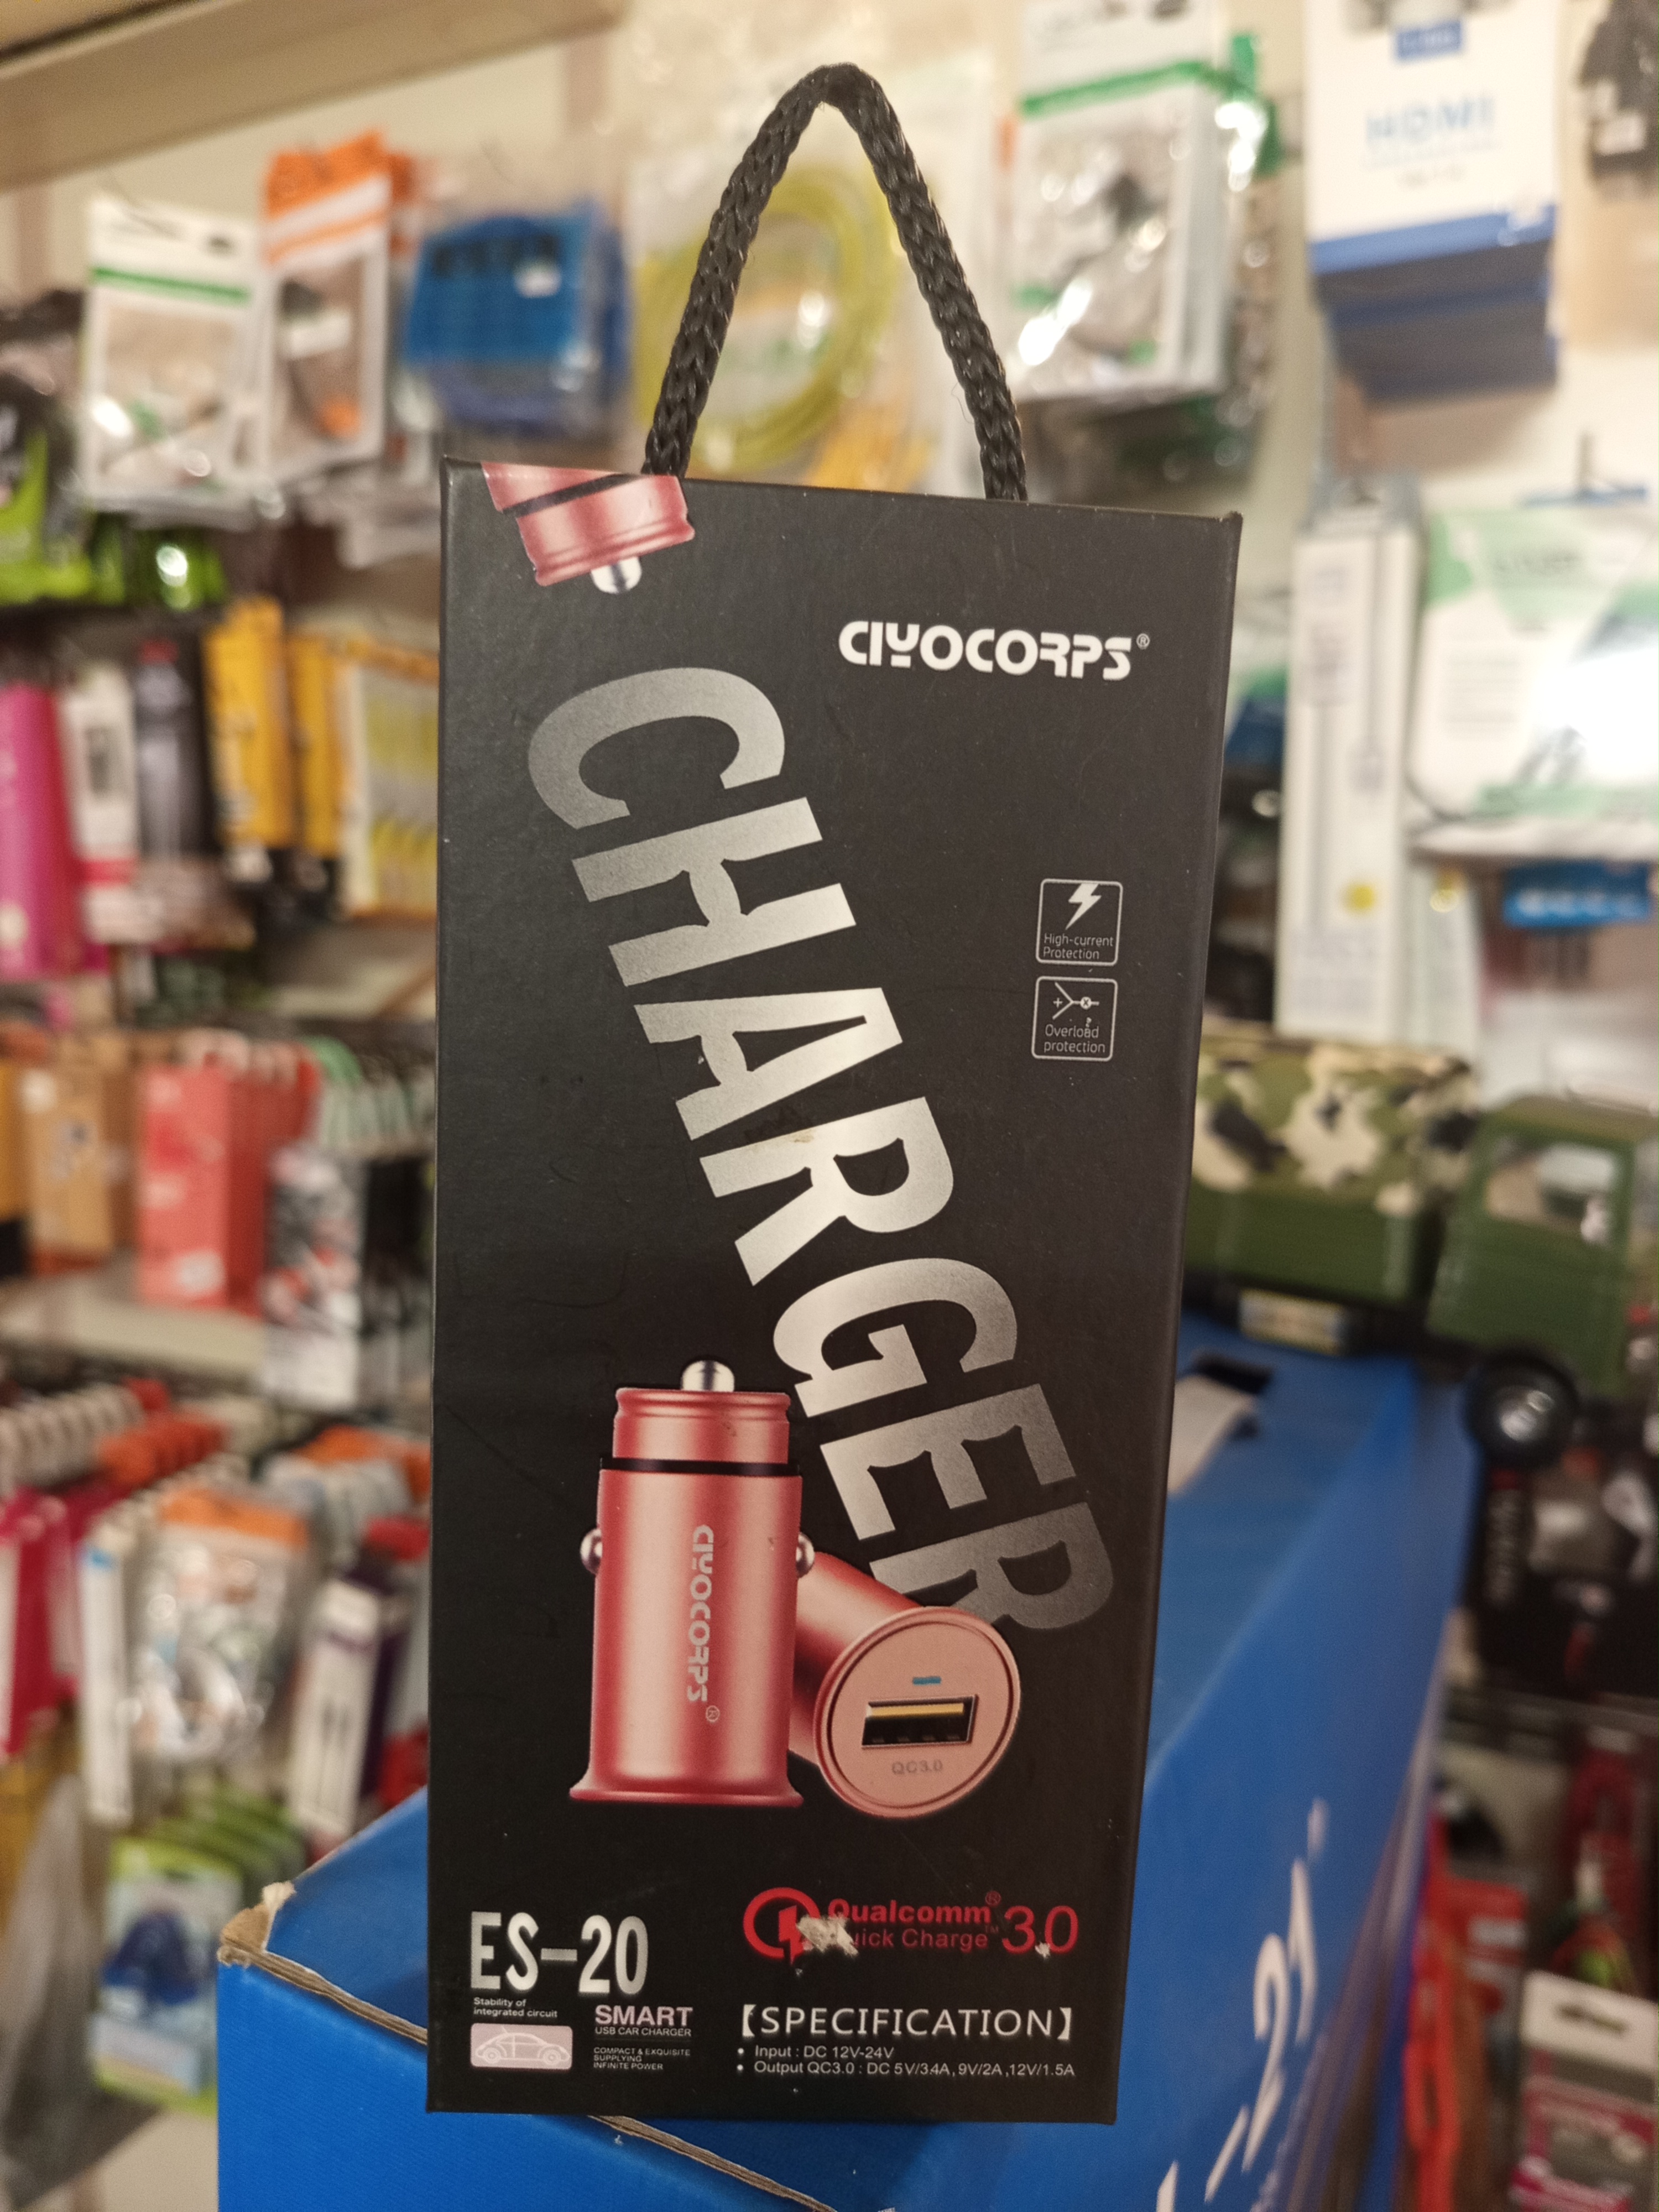 HDMI
CIYOCORPS®
CHARGER
High-current
Protection
Overload
protection
CIYOCORPS®
QC3.0
ES-20
Qualcomm®
Quick Charge™ 3.0
Stability of
integrated circuit
SMART
USB CAR CHARGER
COMPACT & EXQUISITE
SUPPLYING
INFINITE POWER
【SPECIFICATION】
• Input : DC 12V-24V
• Output QC3.0 : DC 5V/3.4A, 9V/2A ,12V/1.5A